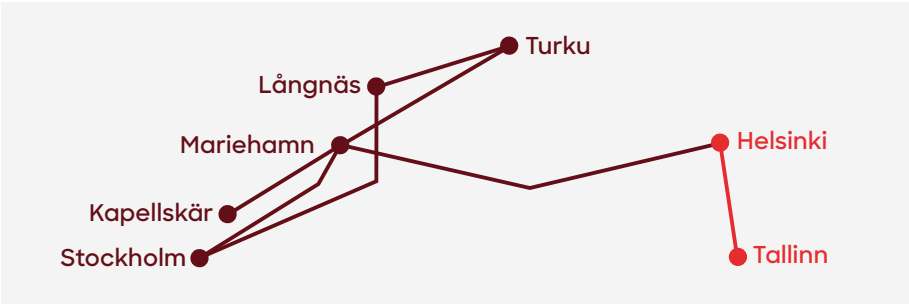 Turku
Långnäs
Mariehamn
Helsinki
Kapellskär
Stockholm
Tallinn